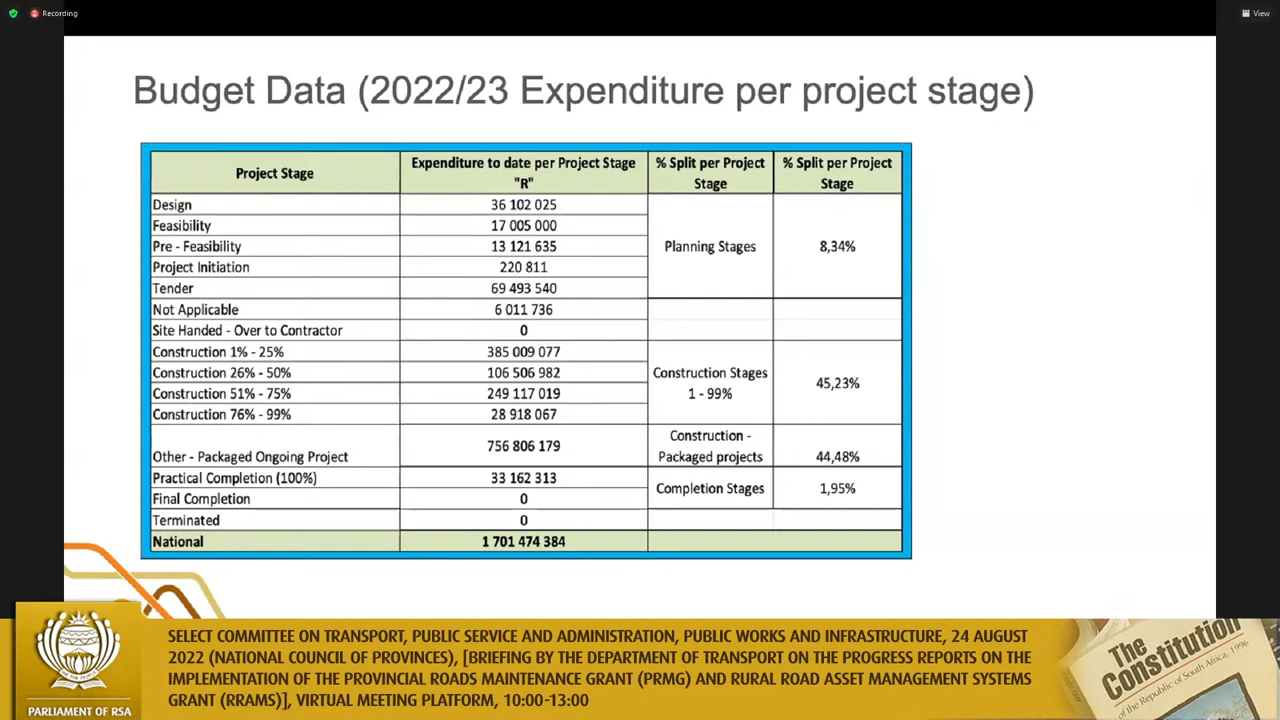 Recording
View
Budget Data (2022/23 Expenditure per project stage)
Project Stage
Expenditure to date per Project Stage "R"
% Split per Project Stage
% Split per Project Stage
Design 36 102 025
Feasibility 17 005 000
Pre - Feasibility 13 121 635 Planning Stages 8,34%
Project Initiation 220 811
Tender 69 493 540
Not Applicable 6 011 736
Site Handed - Over to Contractor 0
Construction 1% - 25% 385 009 077
Construction 26% - 50% 106 506 982 Construction Stages 1 - 99% 45,23%
Construction 51% - 75% 249 117 019
Construction 76% - 99% 28 918 067
Other - Packaged Ongoing Project 756 806 179 Construction - Packaged projects 44,48%
Practical Completion (100%) 33 162 313 Completion Stages 1,95%
Final Completion 0
Terminated 0
National 1 701 474 384
SELECT COMMITTEE ON TRANSPORT, PUBLIC SERVICE AND ADMINISTRATION, PUBLIC WORKS AND INFRASTRUCTURE, 24 AUGUST
2022 (NATIONAL COUNCIL OF PROVINCES), [BRIEFING BY THE DEPARTMENT OF TRANSPORT ON THE PROGRESS REPORTS ON THE
IMPLEMENTATION OF THE PROVINCIAL ROADS MAINTENANCE GRANT (PRMG) AND RURAL ROAD ASSET MANAGEMENT SYSTEMS
GRANT (RRAMS)], VIRTUAL MEETING PLATFORM, 10:00-13:00
PARLIAMENT OF RSA
The
Constitution
of the Republic of South Africa, 1996